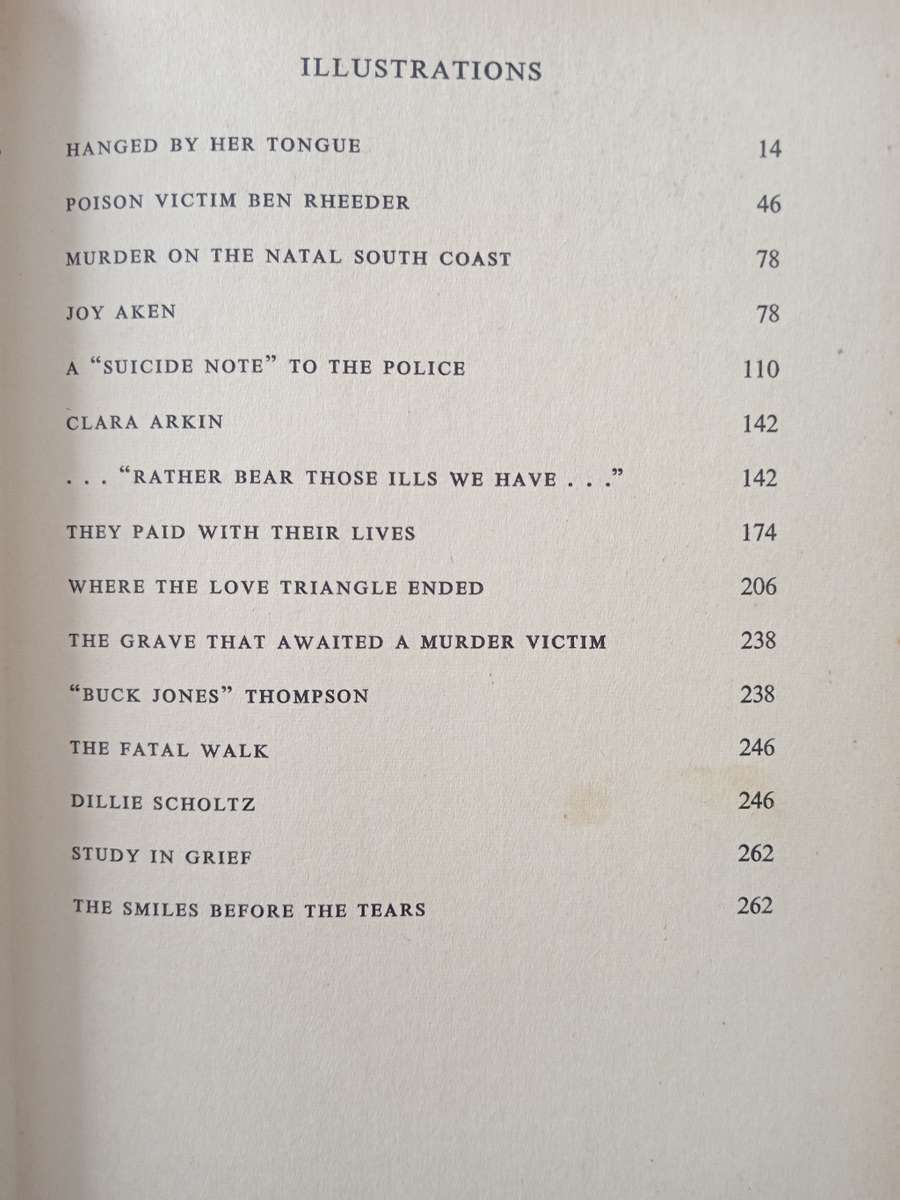 ILLUSTRATIONS
HANGED BY HER TONGUE 14
POISON VICTIM BEN RHEEDER 46
MURDER ON THE NATAL SOUTH COAST 78
JOY AKEN 78
A “SUICIDE NOTE” TO THE POLICE 110
CLARA ARKIN 142
. . . “RATHER BEAR THOSE ILLS WE HAVE . . .” 142
THEY PAID WITH THEIR LIVES 174
WHERE THE LOVE TRIANGLE ENDED 206
THE GRAVE THAT AWAITED A MURDER VICTIM 238
“BUCK JONES” THOMPSON 238
THE FATAL WALK 246
DILLIE SCHOLTZ 246
STUDY IN GRIEF 262
THE SMILES BEFORE THE TEARS 262